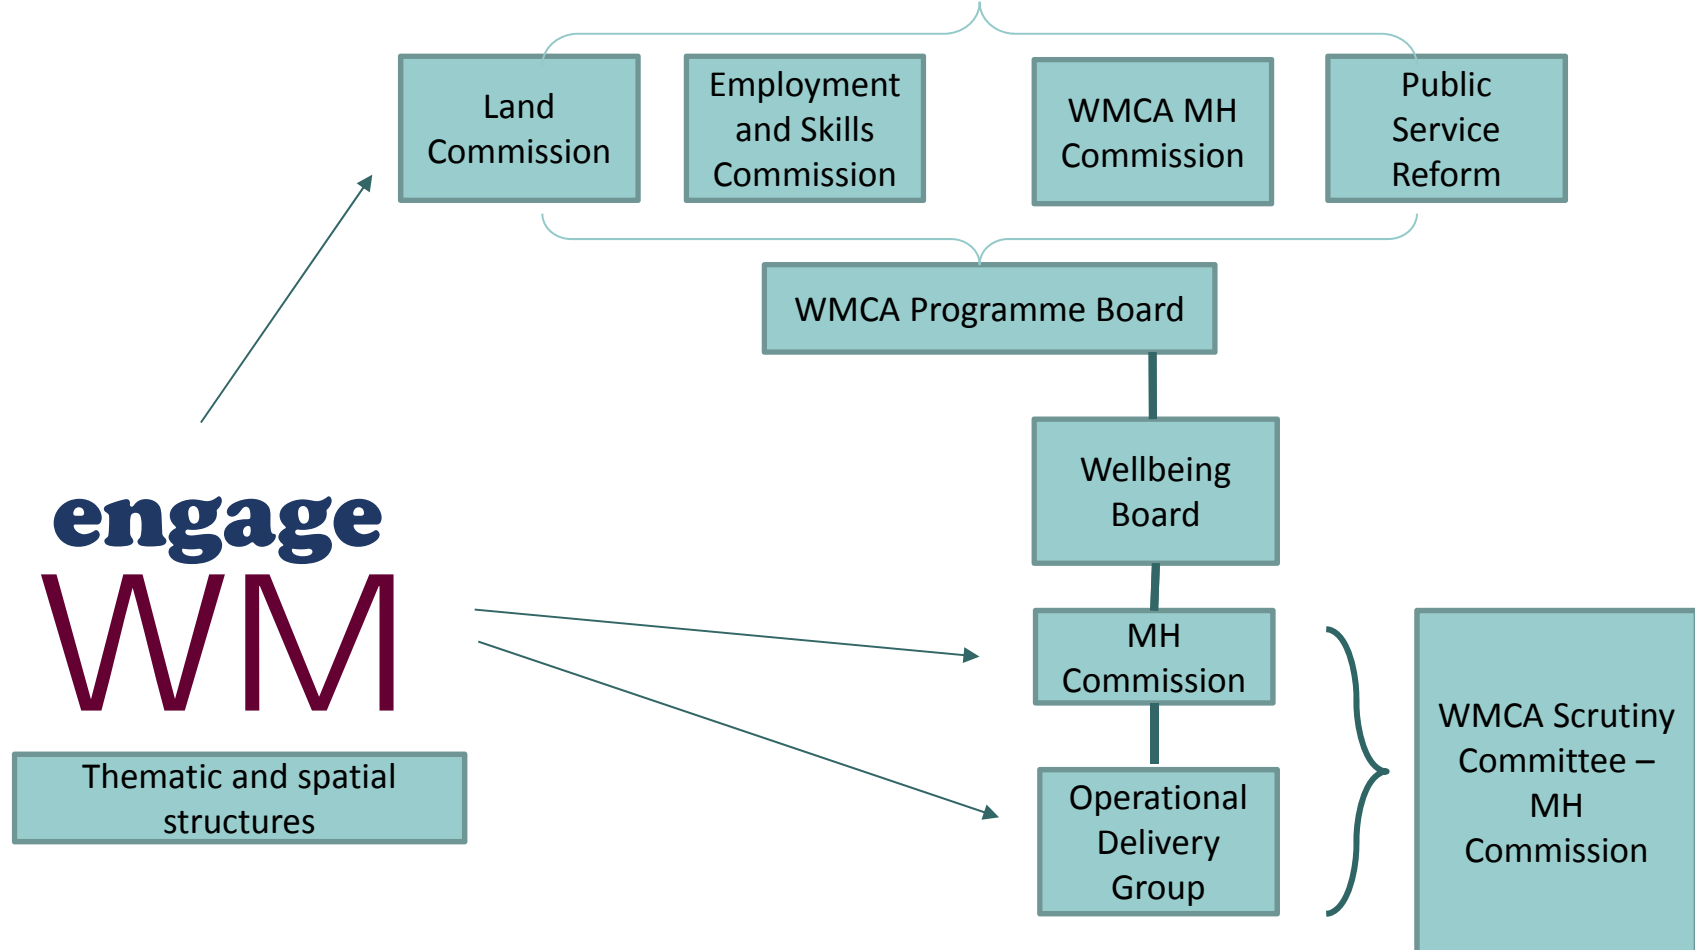 Land
Commission
Employment
and Skills
Commission
WMCA MH
Commission
Public
Service
Reform
WMCA Programme Board
Wellbeing
Board
engage
WM
MH
Commission
Thematic and spatial
structures
Operational
Delivery
Group
WMCA Scrutiny
Committee –
MH
Commission